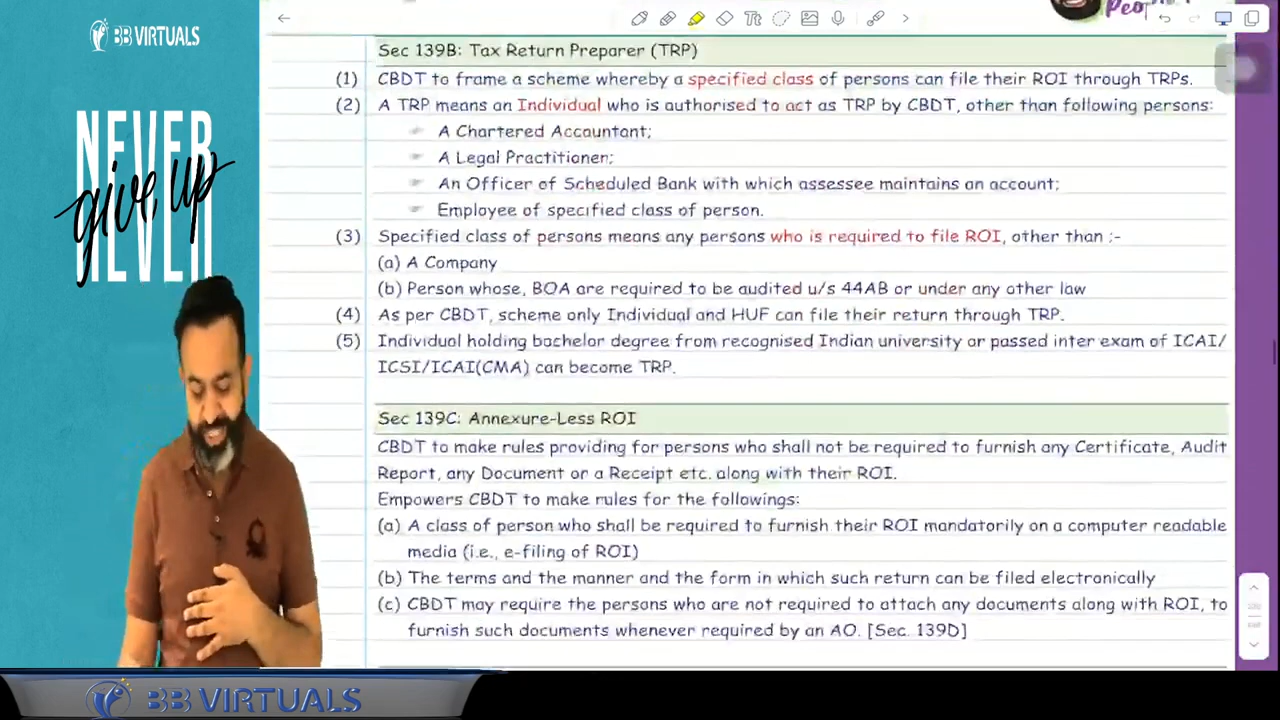 BB VIRTUALS
NEVER
give up
NEVER
Sec 139B: Tax Return Preparer (TRP)
(1) CBDT to frame a scheme whereby a specified class of persons can file their ROI through TRPs.
(2) A TRP means an Individual who is authorised to act as TRP by CBDT, other than following persons:
A Chartered Accountant;
A Legal Practitioner;
An Officer of Scheduled Bank with which assessee maintains an account;
Employee of specified class of person.
(3) Specified class of persons means any persons who is required to file ROI, other than :-
(a) A Company
(b) Person whose, BOA are required to be audited u/s 44AB or under any other law
(4) As per CBDT, scheme only Individual and HUF can file their return through TRP.
(5) Individual holding bachelor degree from recognised Indian university or passed inter exam of ICAI/
ICSI/ICAI(CMA) can become TRP.
Sec 139C: Annexure-Less ROI
CBDT to make rules providing for persons who shall not be required to furnish any Certificate, Audit
Report, any Document or a Receipt etc. along with their ROI.
Empowers CBDT to make rules for the followings:
(a) A class of person who shall be required to furnish their ROI mandatorily on a computer readable
media (i.e., e-filing of ROI)
(b) The terms and the manner and the form in which such return can be filed electronically
(c) CBDT may require the persons who are not required to attach any documents along with ROI, to
furnish such documents whenever required by an AO. [Sec. 139D]
BB VIRTUALS